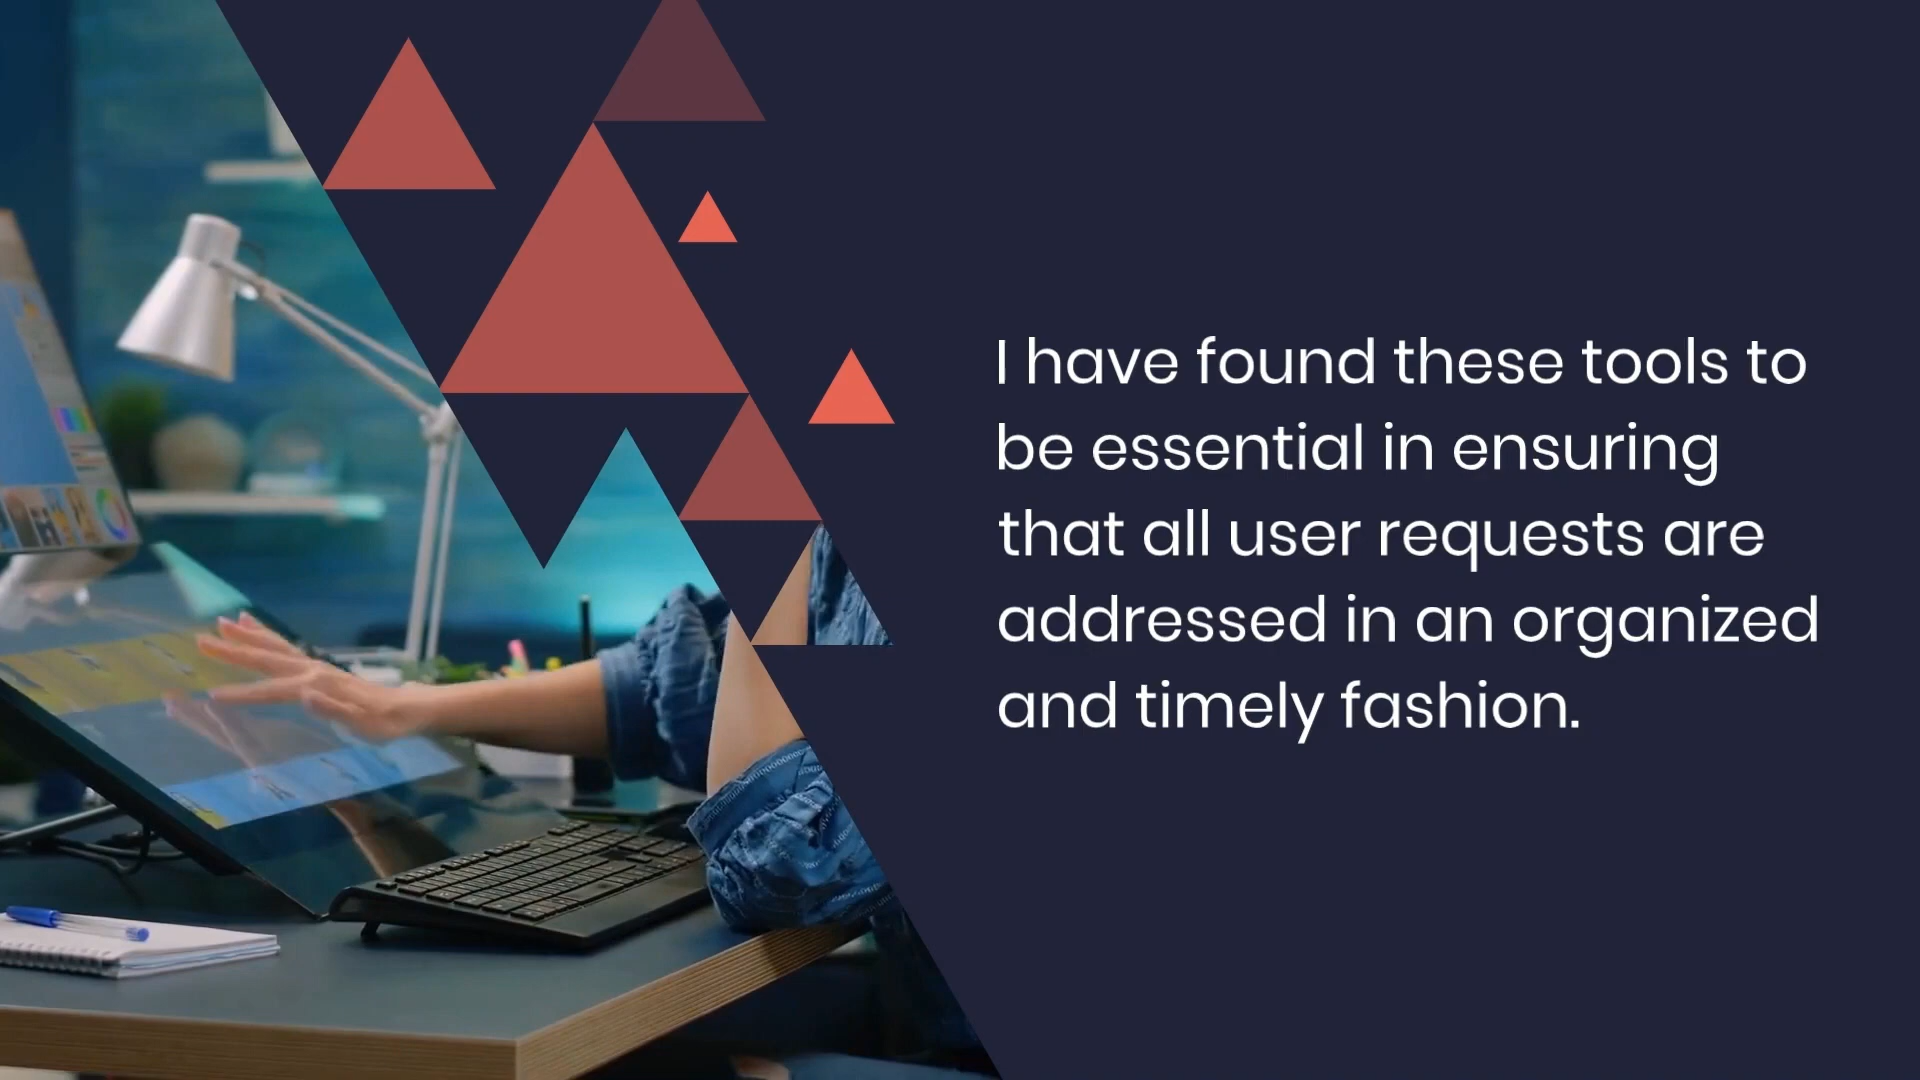 I have found these tools to
be essential in ensuring
that all user requests are
addressed in an organized
and timely fashion.